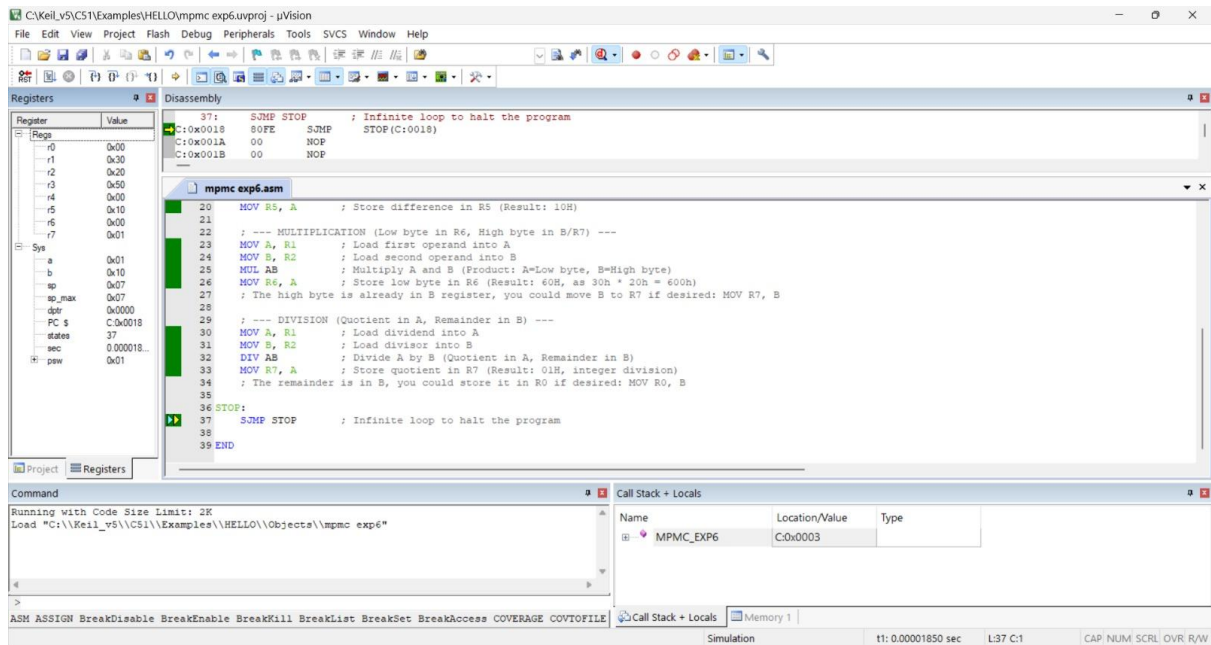 C:\Keil_v5\C51\Examples\HELLO\mpmc exp6.uvproj - µVision
File Edit View Project Flash Debug Peripherals Tools SVCS Window Help
Registers
Register Value
Regs
r0 0x00
r1 0x30
r2 0x20
r3 0x50
r4 0x00
r5 0x10
r6 0x00
r7 0x01
Sys
a 0x01
b 0x10
sp 0x07
sp_max 0x07
dptr 0x0000
PC $ C:0x0018
states 37
sec 0.000018...
psw 0x01
Project Registers
Disassembly
37: SJMP STOP ; Infinite loop to halt the program
C:0x0018 80FE SJMP STOP(C:0018)
C:0x001A 00 NOP
C:0x001B 00 NOP
mpmc exp6.asm
20 MOV R5, A ; Store difference in R5 (Result: 10H)
21
22 ; --- MULTIPLICATION (Low byte in R6, High byte in B/R7) ---
23 MOV A, R1 ; Load first operand into A
24 MOV B, R2 ; Load second operand into B
25 MUL AB ; Multiply A and B (Product: A=Low byte, B=High byte)
26 MOV R6, A ; Store low byte in R6 (Result: 60H, as 30h * 20h = 600h)
27 ; The high byte is already in B register, you could move B to R7 if desired: MOV R7, B
28
29 ; --- DIVISION (Quotient in A, Remainder in B) ---
30 MOV A, R1 ; Load dividend into A
31 MOV B, R2 ; Load divisor into B
32 DIV AB ; Divide A by B (Quotient in A, Remainder in B)
33 MOV R7, A ; Store quotient in R7 (Result: 01H, integer division)
34 ; The remainder is in B, you could store it in R0 if desired: MOV R0, B
35
36 STOP:
37 SJMP STOP ; Infinite loop to halt the program
38
39 END
Command
Running with Code Size Limit: 2K
Load "C:\\Keil_v5\\C51\\Examples\\HELLO\\Objects\\mpmc exp6"
>
ASM ASSIGN BreakDisable BreakEnable BreakKill BreakList BreakSet BreakAccess COVERAGE COVTOFILE
Call Stack + Locals
Name Location/Value Type
MPMC_EXP6 C:0x0003
Call Stack + Locals Memory 1
Simulation t1: 0.00001850 sec L:37 C:1 CAP NUM SCRL OVR R/W